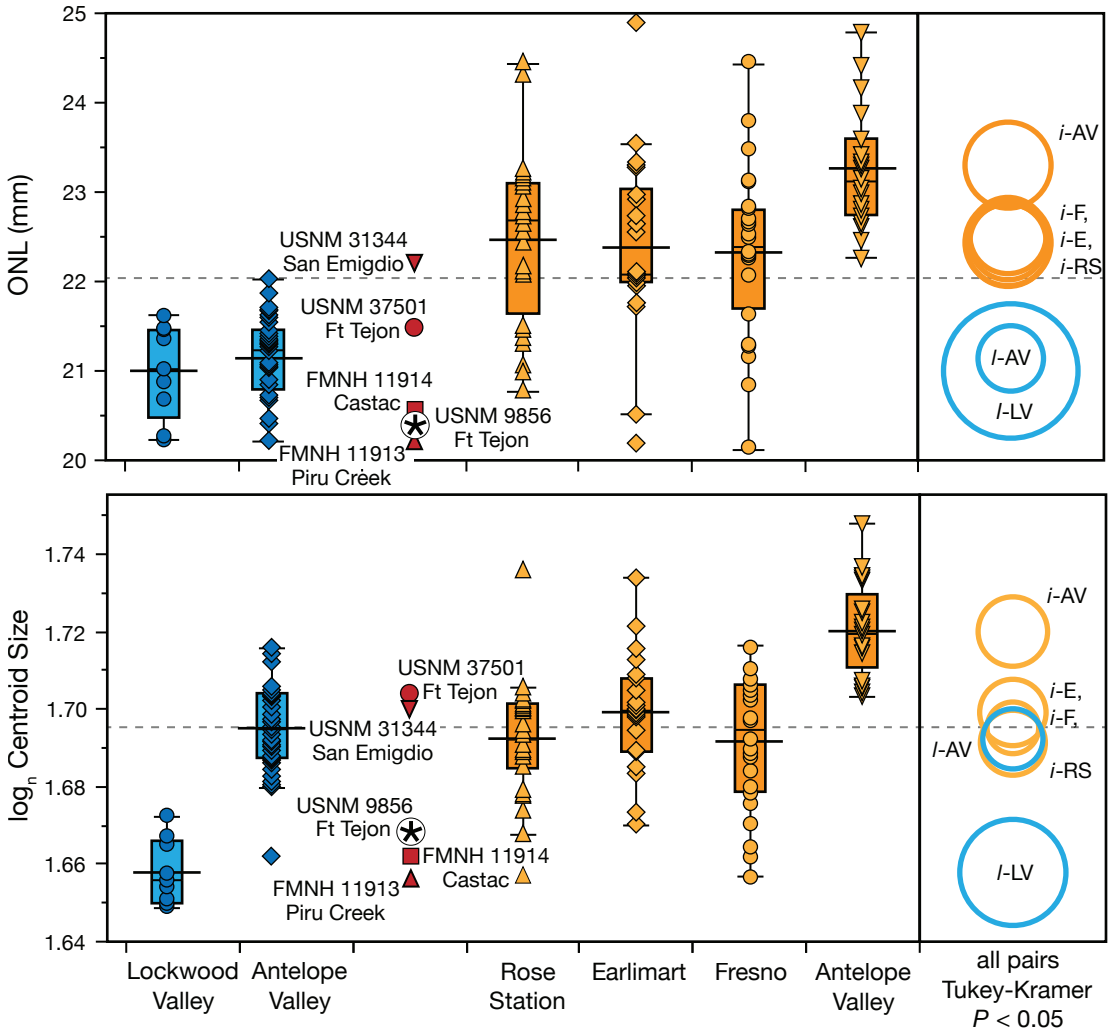 25
24
23
22
21
20
ONL (mm)
USNM 31344
San Emigdio
USNM 37501
Ft Tejon
FMNH 11914
Castac
USNM 9856
Ft Tejon
FMNH 11913
Piru Creek
i-AV
i-F,
i-E,
i-RS
l-AV
l-LV
1.74
1.72
1.70
1.68
1.66
1.64
logn Centroid Size
USNM 37501
Ft Tejon
USNM 31344
San Emigdio
USNM 9856
Ft Tejon
FMNH 11914
Castac
FMNH 11913
Piru Creek
i-AV
i-E,
i-F,
l-AV
i-RS
l-LV
Lockwood
Valley
Antelope
Valley
Rose
Station
Earlimart
Fresno
Antelope
Valley
all pairs
Tukey-Kramer
P < 0.05